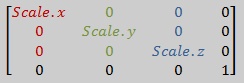 Scale.x 0 0 0
0 Scale.y 0 0
0 0 Scale.z 0
0 0 0 1